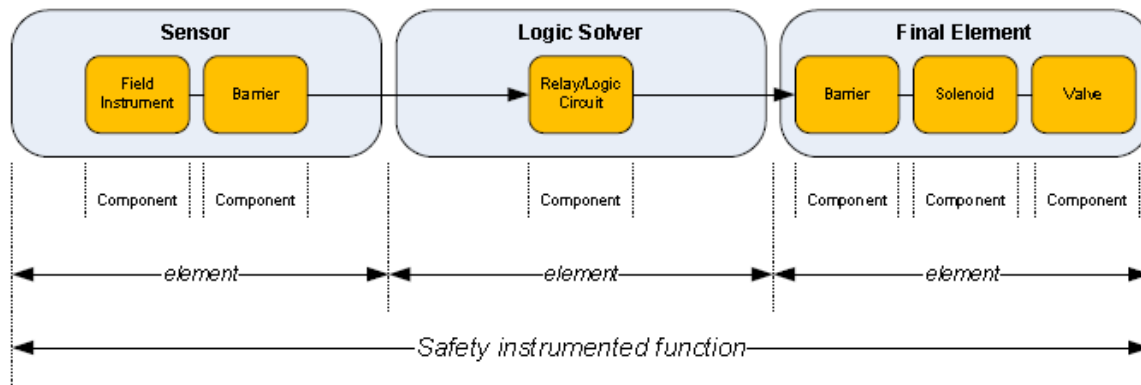 Sensor
Logic Solver
Final Element
Field
Instrument
Barrier
Relay/Logic
Circuit
Barrier
Solenoid
Valve
Component
Component
Component
Component
Component
Component
element
element
element
Safety instrumented function